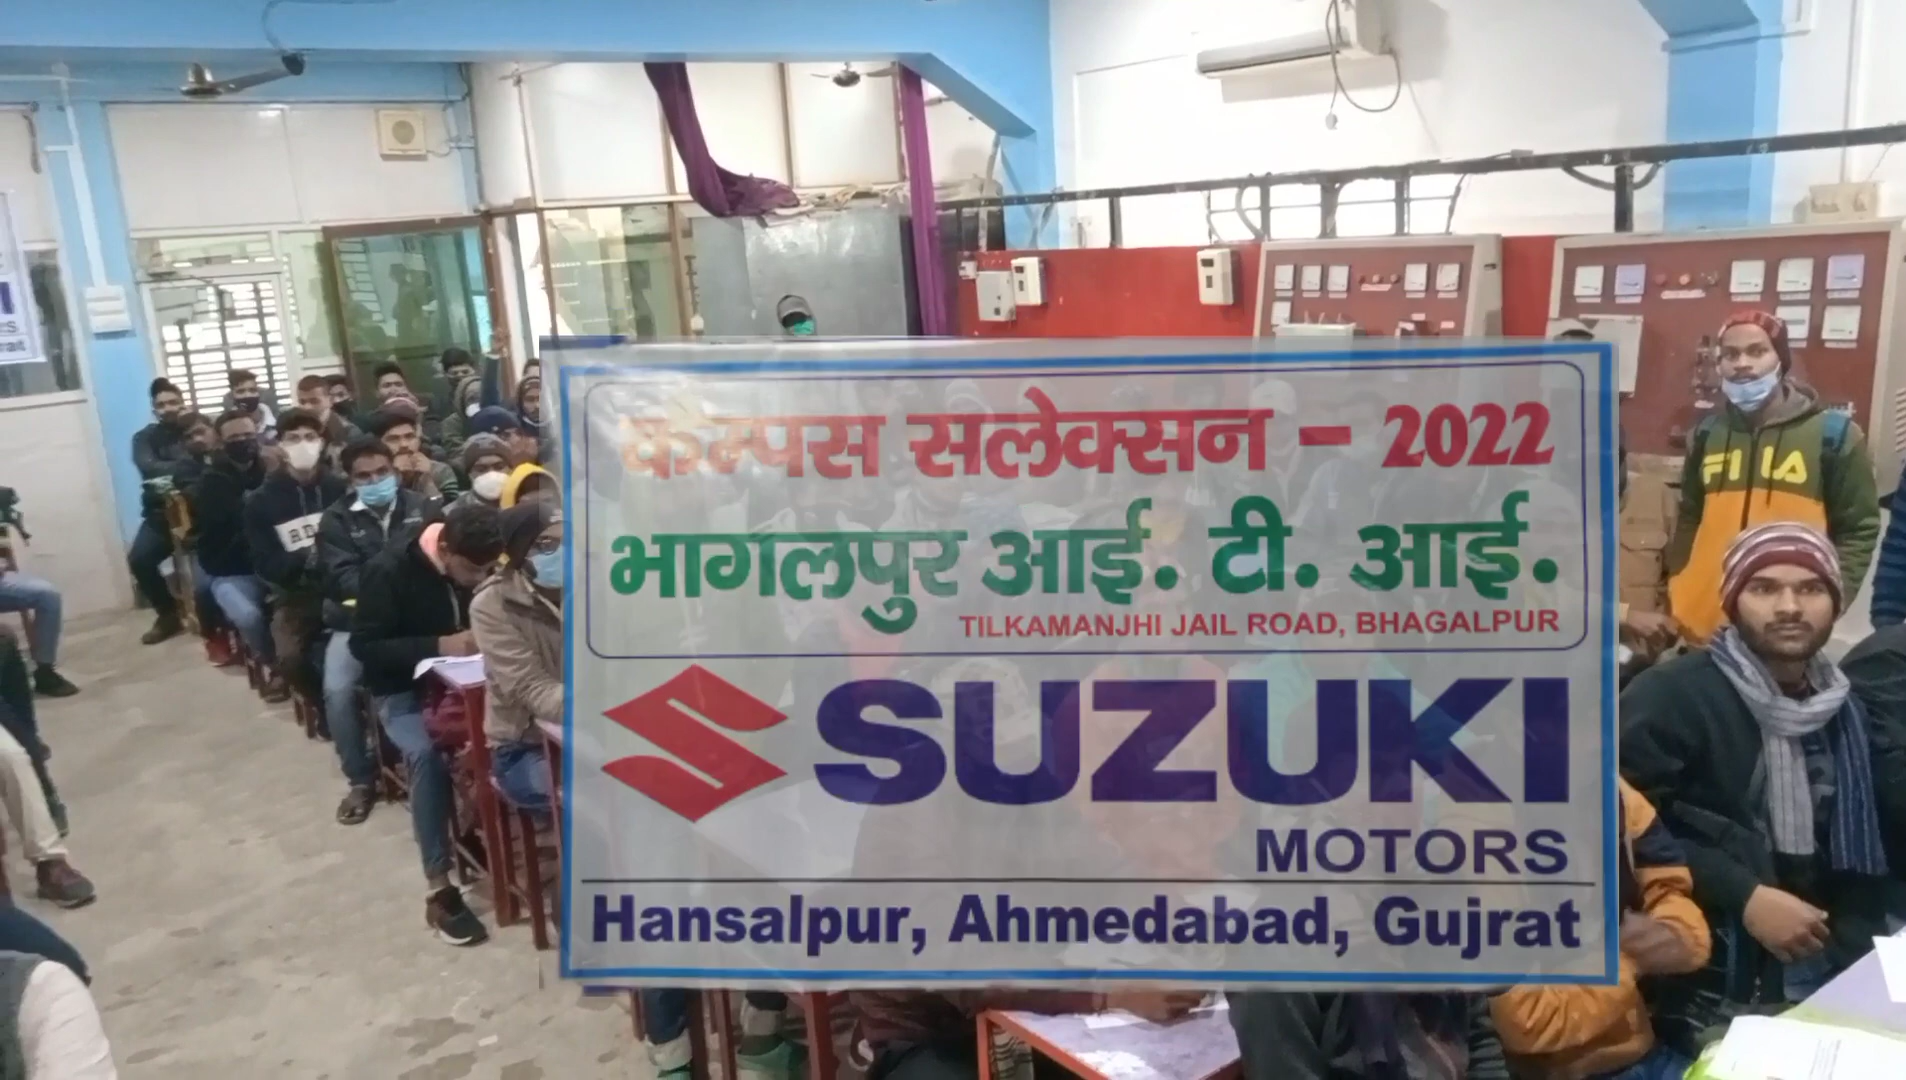 कैम्पस सलेक्सन - 2022
भागलपुर आई. टी. आई.
TILKAMANJHI JAIL ROAD, BHAGALPUR
SUZUKI
MOTORS
Hansalpur, Ahmedabad, Gujrat
FILA